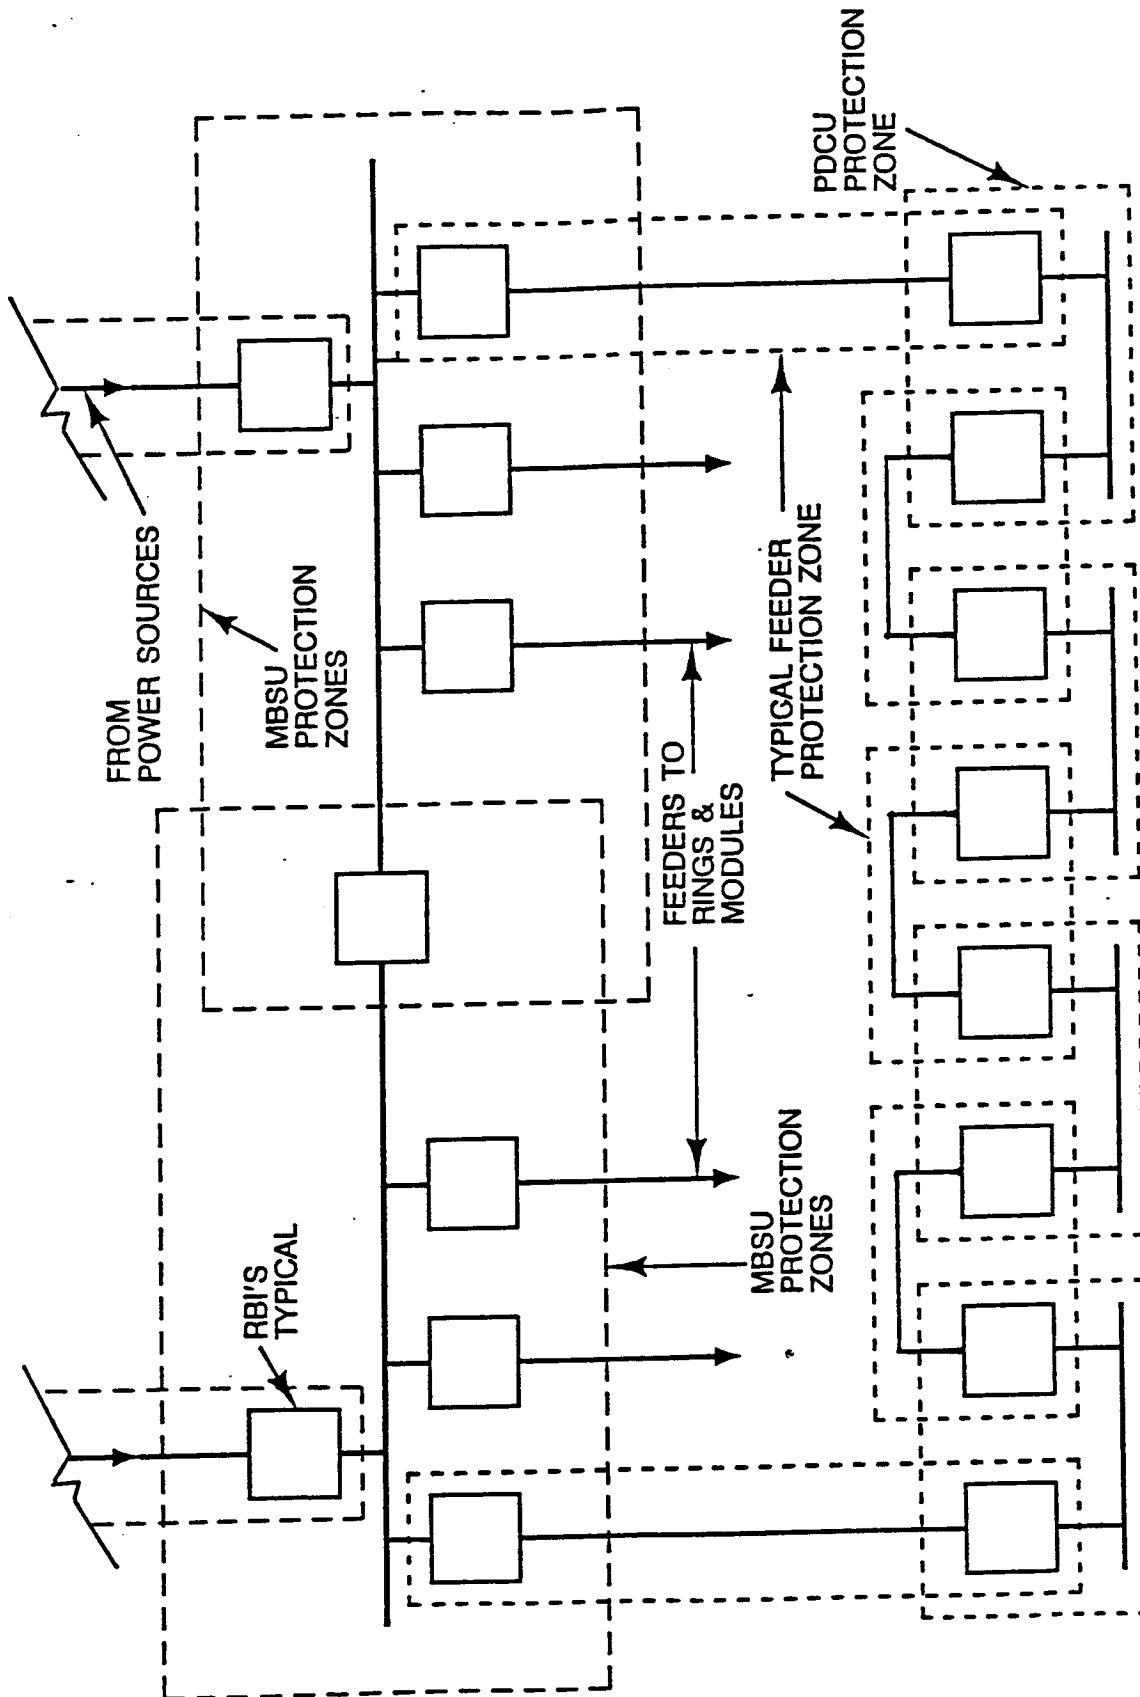 FROM
POWER SOURCES
MBSU
PROTECTION
ZONES
RBI'S
TYPICAL
FEEDERS TO
RINGS &
MODULES
MBSU
PROTECTION
ZONES
TYPICAL FEEDER
PROTECTION ZONE
PDCU
PROTECTION
ZONE